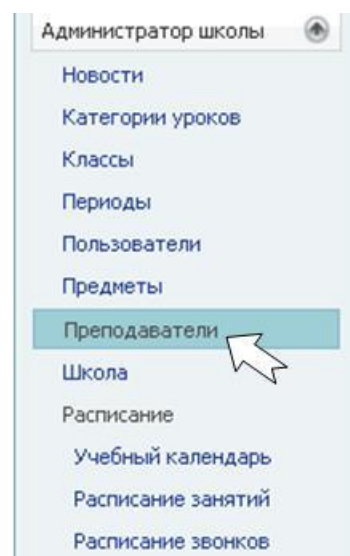 Администратор школы
Новости
Категории уроков
Классы
Периоды
Пользователи
Предметы
Преподаватели
Школа
Расписание
Учебный календарь
Расписание занятий
Расписание звонков